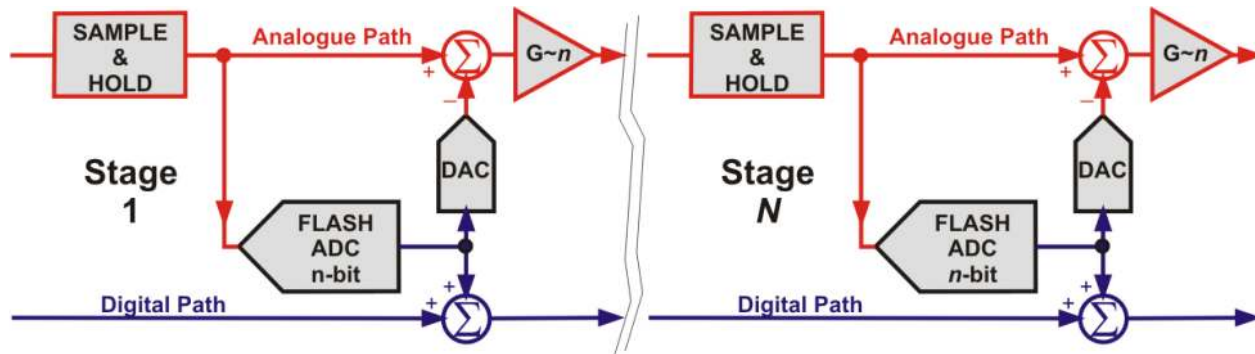 SAMPLE
&
HOLD
Analogue Path
+
Σ
−
G~n
DAC
Stage
1
FLASH
ADC
n-bit
Digital Path
+
+
Σ
SAMPLE
&
HOLD
Analogue Path
+
Σ
−
G~n
DAC
Stage
N
FLASH
ADC
n-bit
Digital Path
+
+
Σ